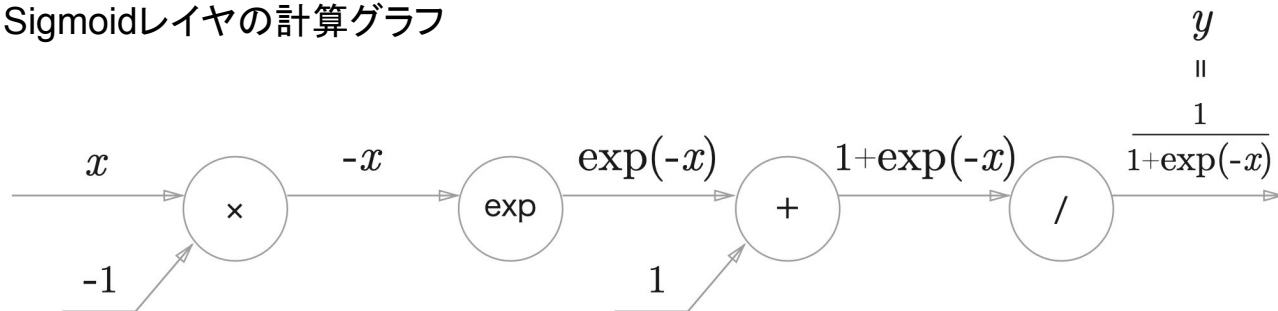 Sigmoidレイヤの計算グラフ
y
=
1
1+exp(-x)
x
-x
exp(-x)
1+exp(-x)
×
exp
+
/
-1
1